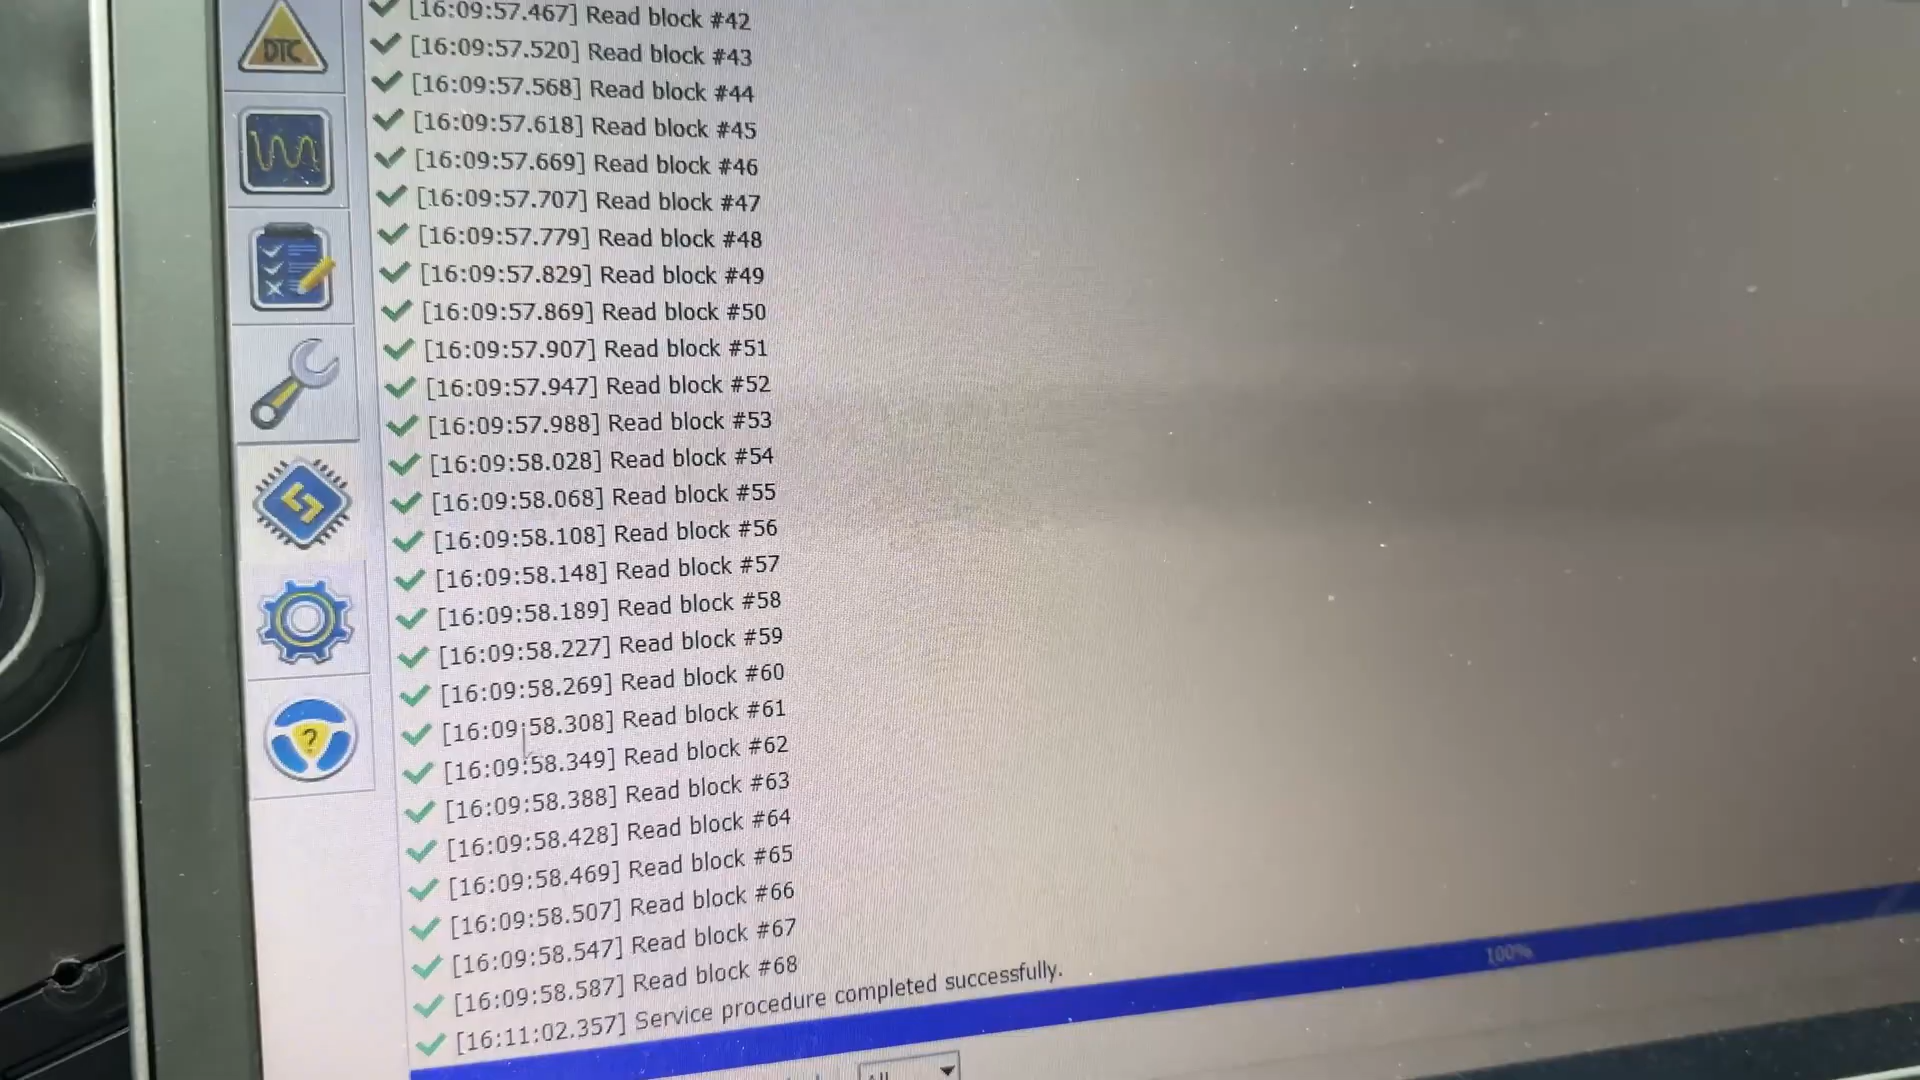 [16:09:57.467] Read block #42
DTC
[16:09:57.520] Read block #43
[16:09:57.568] Read block #44
[16:09:57.618] Read block #45
[16:09:57.669] Read block #46
[16:09:57.707] Read block #47
[16:09:57.779] Read block #48
[16:09:57.829] Read block #49
[16:09:57.869] Read block #50
[16:09:57.907] Read block #51
[16:09:57.947] Read block #52
[16:09:57.988] Read block #53
[16:09:58.028] Read block #54
[16:09:58.068] Read block #55
[16:09:58.108] Read block #56
[16:09:58.148] Read block #57
[16:09:58.189] Read block #58
[16:09:58.227] Read block #59
[16:09:58.269] Read block #60
[16:09:58.308] Read block #61
[16:09:58.349] Read block #62
[16:09:58.388] Read block #63
[16:09:58.428] Read block #64
[16:09:58.469] Read block #65
[16:09:58.507] Read block #66
[16:09:58.547] Read block #67
[16:09:58.587] Read block #68
[16:11:02.357] Service procedure completed successfully.
100%